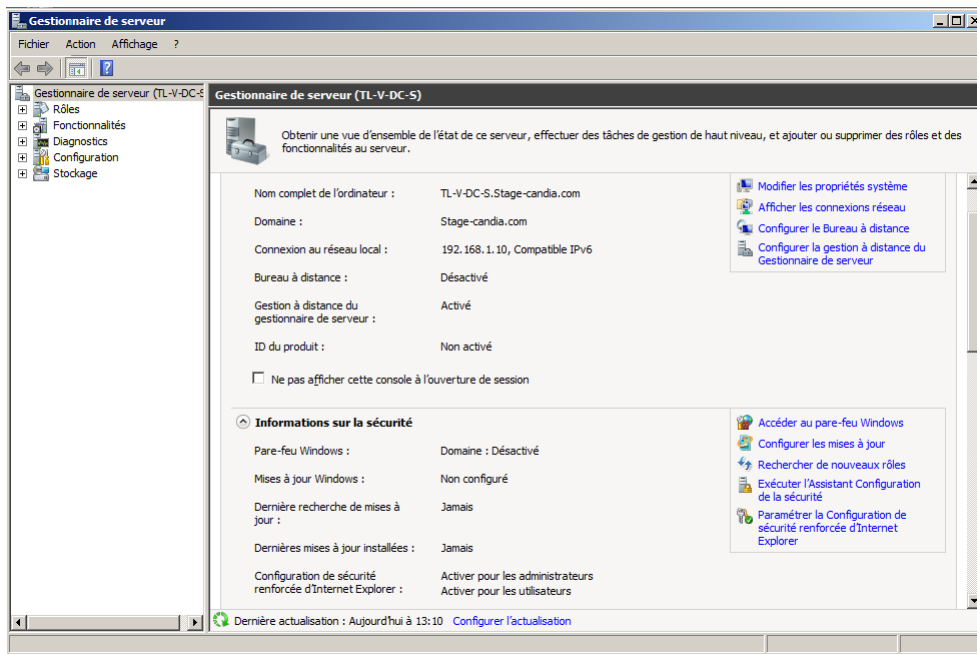 Gestionnaire de serveur
Fichier Action Affichage ?
Gestionnaire de serveur (TL-V-DC-S
Rôles
Fonctionnalités
Diagnostics
Configuration
Stockage
Gestionnaire de serveur (TL-V-DC-S)
Obtenir une vue d'ensemble de l'état de ce serveur, effectuer des tâches de gestion de haut niveau, et ajouter ou supprimer des rôles et des
fonctionnalités au serveur.
Nom complet de l'ordinateur : TL-V-DC-S.Stage-candia.com
Domaine : Stage-candia.com
Connexion au réseau local : 192.168.1.10, Compatible IPv6
Bureau à distance : Désactivé
Gestion à distance du
gestionnaire de serveur : Activé
ID du produit : Non activé
Ne pas afficher cette console à l'ouverture de session
Modifier les propriétés système
Afficher les connexions réseau
Configurer le Bureau à distance
Configurer la gestion à distance du
Gestionnaire de serveur
Informations sur la sécurité
Pare-feu Windows : Domaine : Désactivé
Mises à jour Windows : Non configuré
Dernière recherche de mises à
jour : Jamais
Dernières mises à jour installées : Jamais
Configuration de sécurité
renforcée d'Internet Explorer :
Activer pour les administrateurs
Activer pour les utilisateurs
Accéder au pare-feu Windows
Configurer les mises à jour
Rechercher de nouveaux rôles
Exécuter l'Assistant Configuration
de la sécurité
Paramétrer la Configuration de
sécurité renforcée d'Internet
Explorer
Dernière actualisation : Aujourd'hui à 13:10 Configurer l'actualisation